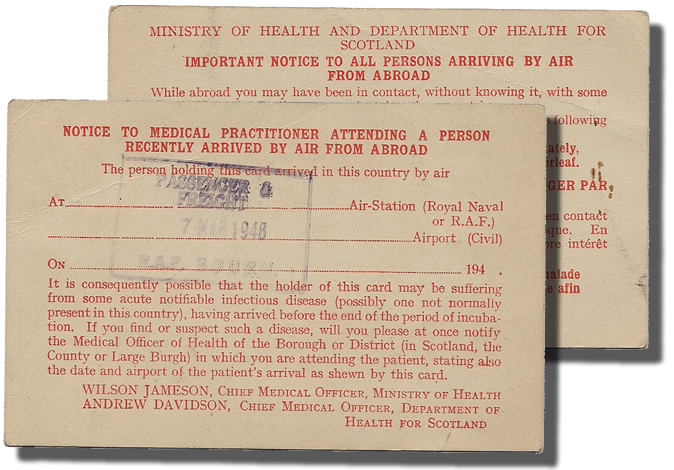 MINISTRY OF HEALTH AND DEPARTMENT OF HEALTH FOR
SCOTLAND
IMPORTANT NOTICE TO ALL PERSONS ARRIVING BY AIR
FROM ABROAD
While abroad you may have been in contact, without knowing it, with some
following
ately,
erleaf.
GER PAR
en contact
ique. En
ore intérêt
alade
e afin
NOTICE TO MEDICAL PRACTITIONER ATTENDING A PERSON
RECENTLY ARRIVED BY AIR FROM ABROAD
The person holding this card arrived in this country by air
PASSENGER &
FREIGHT
AT Air-Station (Royal Naval
or R.A.F.)
1946
Airport (Civil)
R.A.F. BOURN
ON 194 .
It is consequently possible that the holder of this card may be suffering
from some acute notifiable infectious disease (possibly one not normally
present in this country), having arrived before the end of the period of incuba-
tion. If you find or suspect such a disease, will you please at once notify
the Medical Officer of Health of the Borough or District (in Scotland, the
County or Large Burgh) in which you are attending the patient, stating also
the date and airport of the patient's arrival as shewn by this card.
WILSON JAMESON, CHIEF MEDICAL OFFICER, MINISTRY OF HEALTH
ANDREW DAVIDSON, CHIEF MEDICAL OFFICER, DEPARTMENT OF
HEALTH FOR SCOTLAND